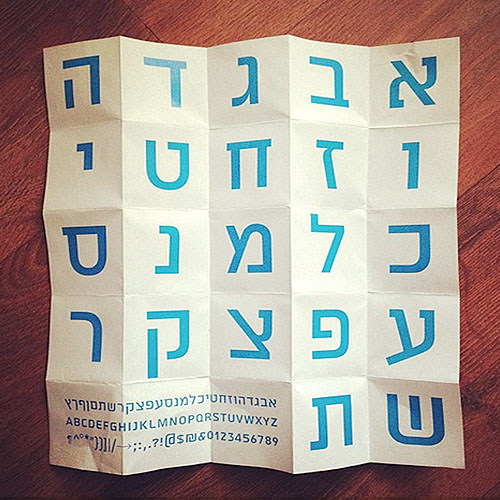 א ב ג ד ה
ו ז ח ט י
כ ל מ נ ס
ע פ צ ק ר
ש ת
אבגדהוזחטיכלמנסעפצקרשתםןףךץ
ABCDEFGHIJKLMNOPQRSTUVWXYZ
;:,.?!@$₪&0123456789